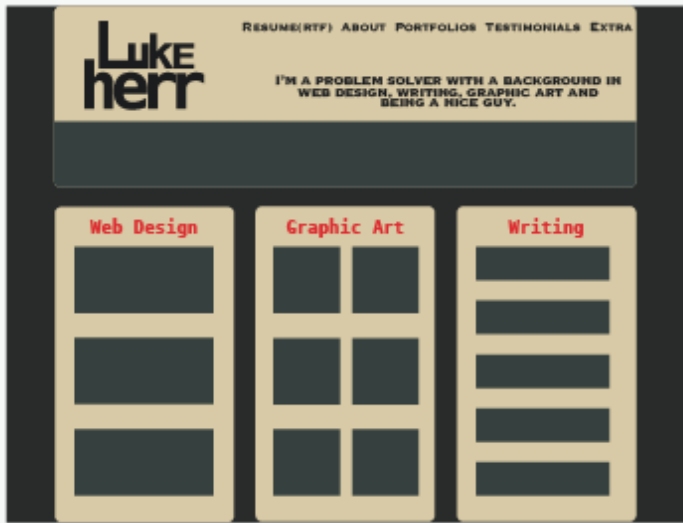 Luke
herr
Resume(rtf) About Portfolios Testimonials Extra
I'm a problem solver with a background in
web design, writing, graphic art and
being a nice guy.
Web Design
Graphic Art
Writing